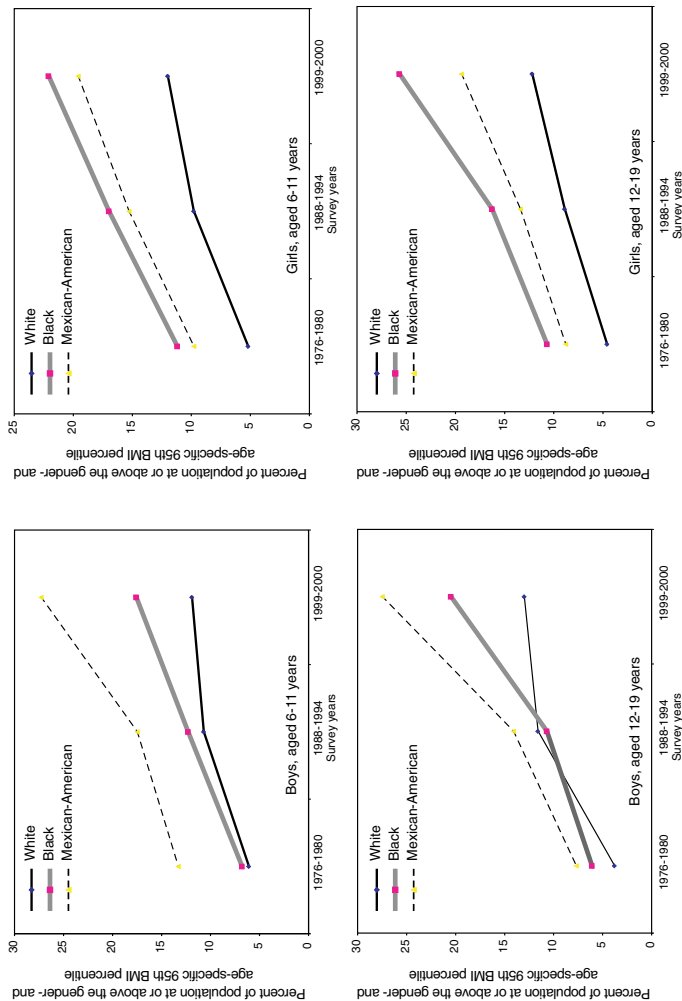 30
25
20
15
10
5
0
Percent of population at or above the gender- and
age-specific 95th BMI percentile
White
Black
Mexican-American
Boys, aged 6-11 years
1976-1980
1988-1994
1999-2000
Survey years
25
20
15
10
5
0
Percent of population at or above the gender- and
age-specific 95th BMI percentile
White
Black
Mexican-American
Girls, aged 6-11 years
1976-1980
1988-1994
1999-2000
Survey years
30
25
20
15
10
5
0
Percent of population at or above the gender- and
age-specific 95th BMI percentile
White
Black
Mexican-American
Boys, aged 12-19 years
1976-1980
1988-1994
1999-2000
Survey years
30
25
20
15
10
5
0
Percent of population at or above the gender- and
age-specific 95th BMI percentile
White
Black
Mexican-American
Girls, aged 12-19 years
1976-1980
1988-1994
1999-2000
Survey years